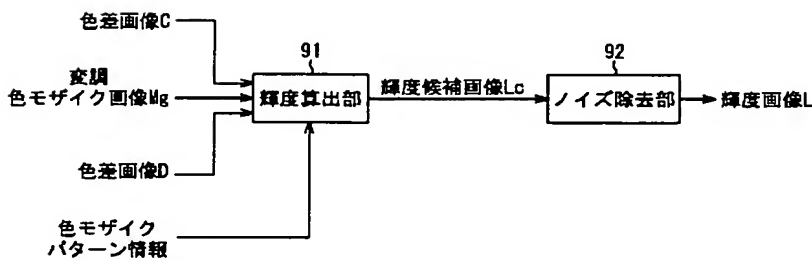 色差画像C
変調
色モザイク画像Mg
色差画像D
色モザイク
パターン情報
91
輝度算出部
輝度候補画像Lc
92
ノイズ除去部
輝度画像L